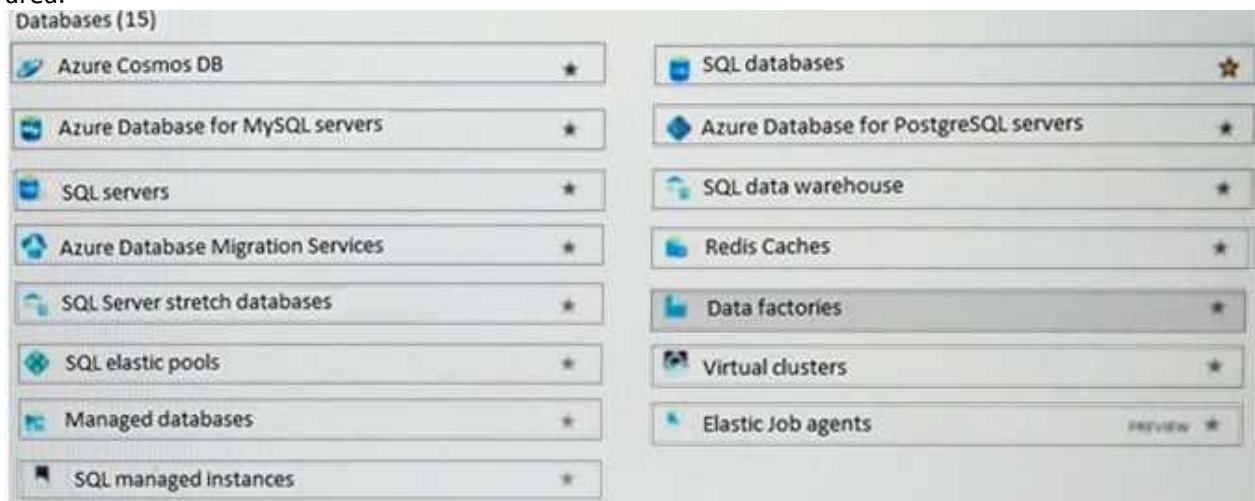 area.
Databases (15)
Azure Cosmos DB
SQL databases
Azure Database for MySQL servers
Azure Database for PostgreSQL servers
SQL servers
SQL data warehouse
Azure Database Migration Services
Redis Caches
SQL Server stretch databases
Data factories
SQL elastic pools
Virtual clusters
Managed databases
Elastic Job agents PREVIEW
SQL managed instances